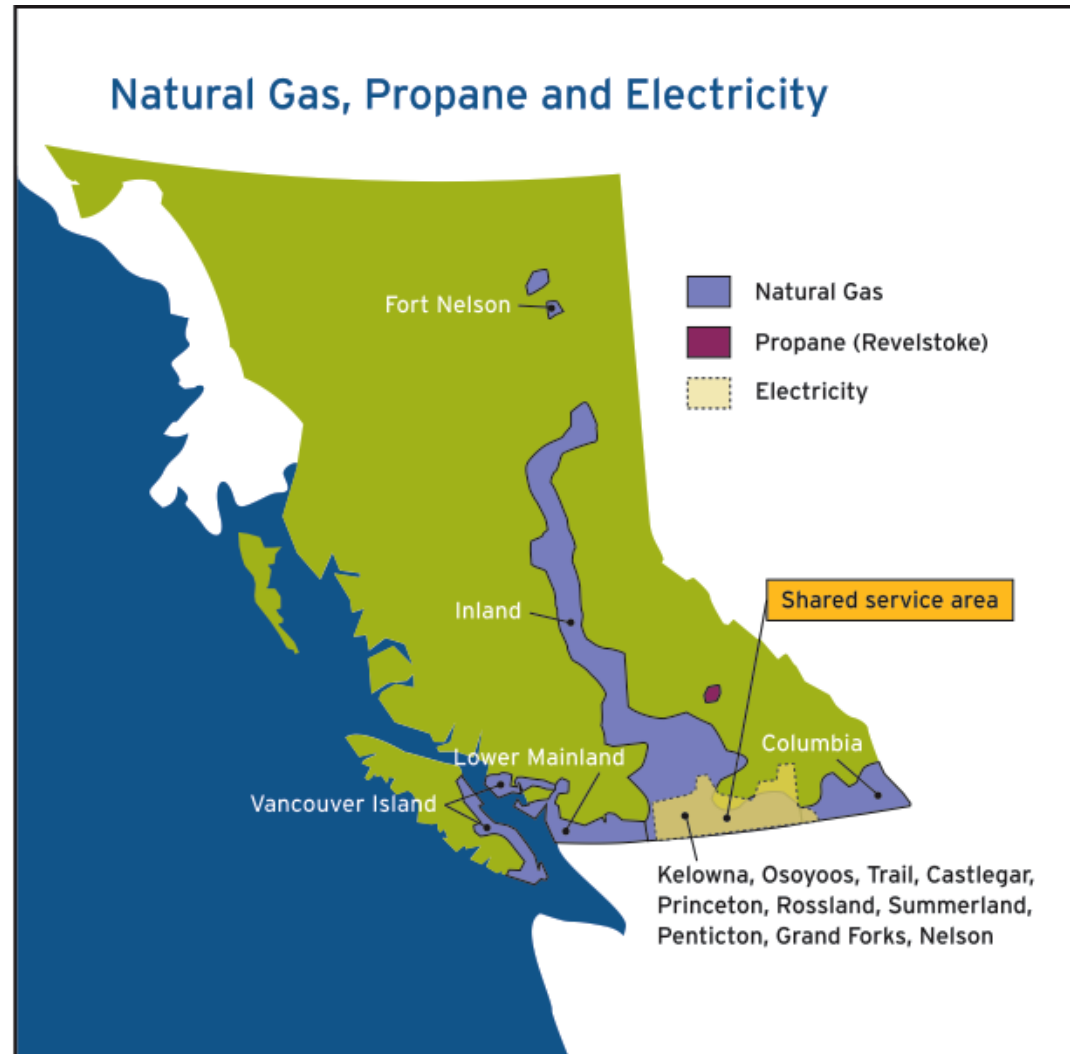 Natural Gas, Propane and Electricity
Fort Nelson
Natural Gas
Propane (Revelstoke)
Electricity
Inland
Shared service area
Lower Mainland
Columbia
Vancouver Island
Kelowna, Osoyoos, Trail, Castlegar,
Princeton, Rossland, Summerland,
Penticton, Grand Forks, Nelson